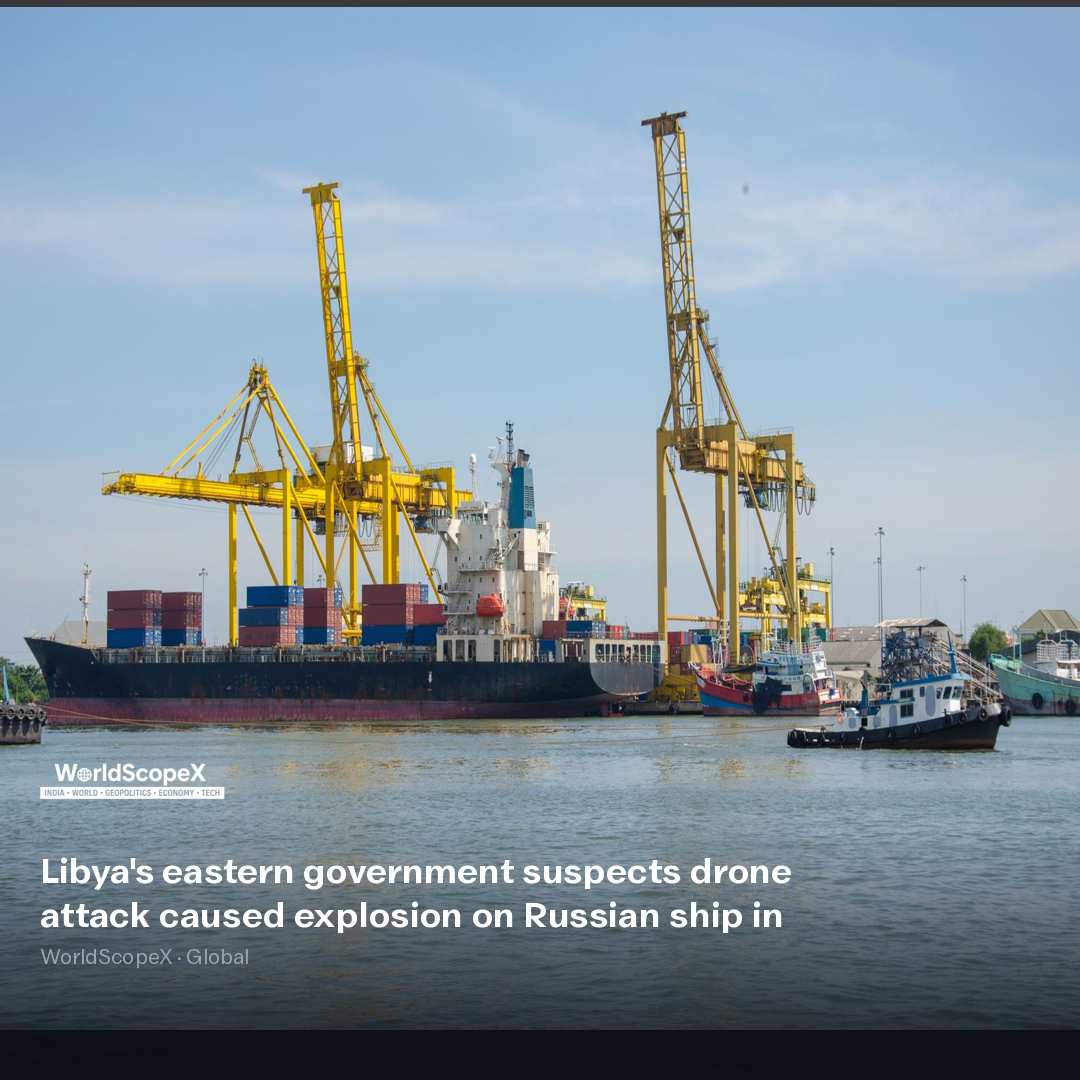 WorldScopeX
INDIA • WORLD • GEOPOLITICS • ECONOMY • TECH
Libya's eastern government suspects drone
attack caused explosion on Russian ship in
WorldScopeX · Global